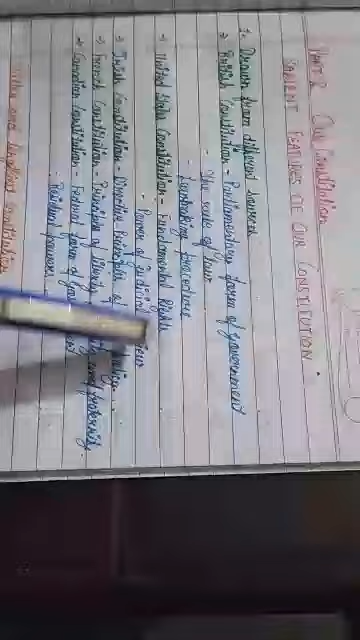 PART 2 Our Constitution
SALIENT FEATURES OF OUR CONSTITUTION.
1. Drawn from different sources
→ British Constitution - Parliamentary form of government
• The rule of law
• Lawmaking procedure
→ United States Constitution - Fundamental Rights
• Power of Judicial
→ Irish Constitution - Directive Principles of
→ French Constitution - Principles of liberty fraternity
→ Canadian Constitution - Federal form of
Residual powers
Constitution